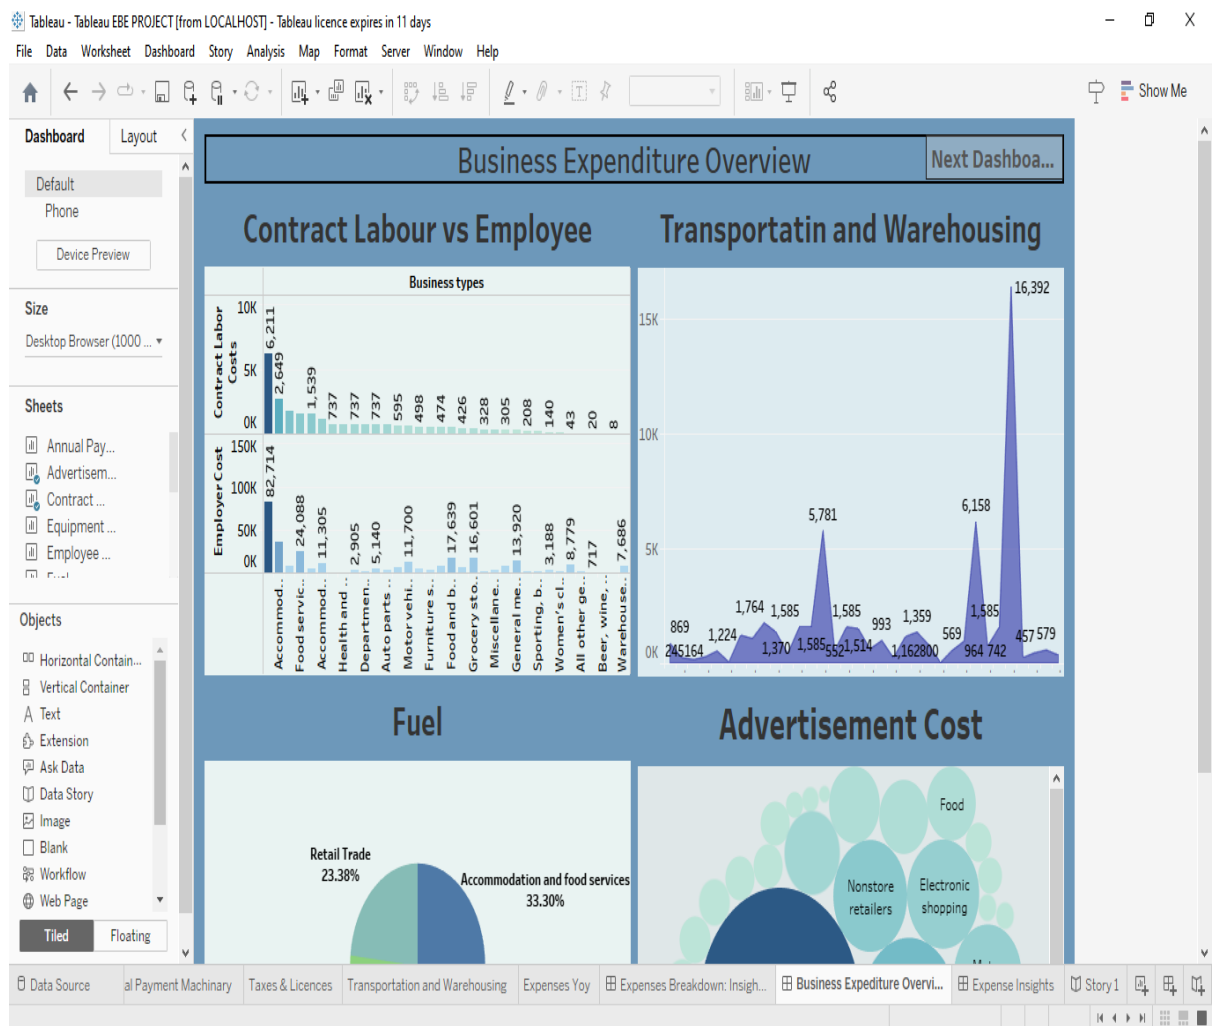 Tableau - Tableau EBE PROJECT [from LOCALHOST] - Tableau licence expires in 11 days
File Data Worksheet Dashboard Story Analysis Map Format Server Window Help
Show Me
Dashboard Layout
Default
Phone
Device Preview
Size
Desktop Browser (1000 ...
Sheets
Annual Pay...
Advertisem...
Contract ...
Equipment ...
Employee ...
Objects
Horizontal Contain...
Vertical Container
Text
Extension
Ask Data
Data Story
Image
Blank
Workflow
Web Page
Tiled Floating
Business Expenditure Overview
Next Dashboa...
Contract Labour vs Employee
Business types
Contract Labor Costs
10K
5K
0K
6,211
2,649
1,539
737
737
737
595
498
474
426
328
305
208
140
43
20
8
Employer Cost
150K
100K
50K
0K
82,714
24,088
11,305
2,905
5,140
11,700
17,639
16,601
13,920
3,188
8,779
717
7,686
Accommod..
Food servic..
Accommod..
Health and ..
Departmen..
Auto parts ..
Motor vehi..
Furniture s..
Food and b..
Grocery sto..
Miscellane..
General me..
Sporting, b..
Women's cl..
All other ge..
Beer, wine, ..
Warehouse..
Transportatin and Warehousing
15K
10K
5K
0K
869
245
164
1,224
1,764
1,370
1,585
1,585
5,781
552
1,585
1,514
993
1,162
1,359
800
569
964
6,158
742
1,585
16,392
457
579
Fuel
Retail Trade
23.38%
Accommodation and food services
33.30%
Advertisement Cost
Food
Nonstore
retailers
Electronic
shopping
Data Source al Payment Machinery Taxes & Licences Transportation and Warehousing Expenses Yoy Expenses Breakdown: Insigh... Business Expediture Overvi... Expense Insights Story 1